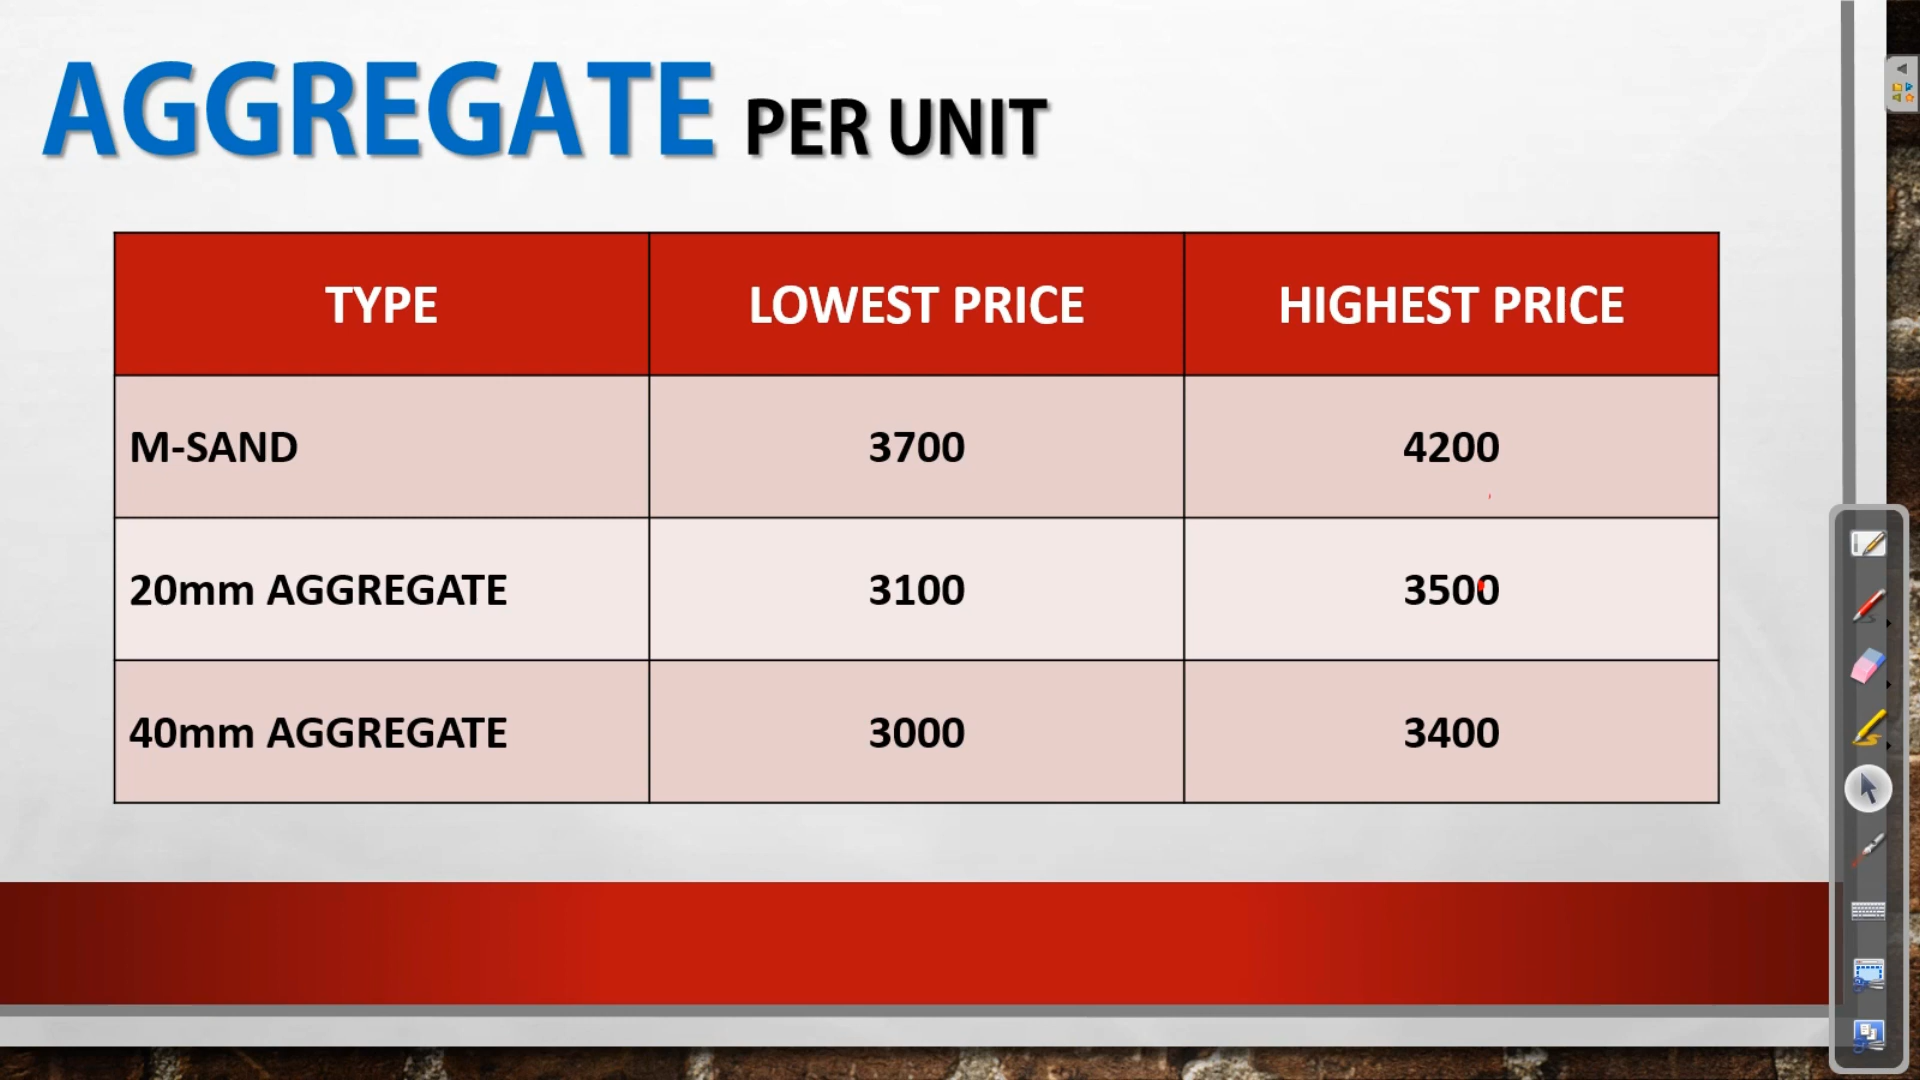 AGGREGATE PER UNIT
TYPE LOWEST PRICE HIGHEST PRICE
M-SAND 3700 4200
20mm AGGREGATE 3100 3500
40mm AGGREGATE 3000 3400